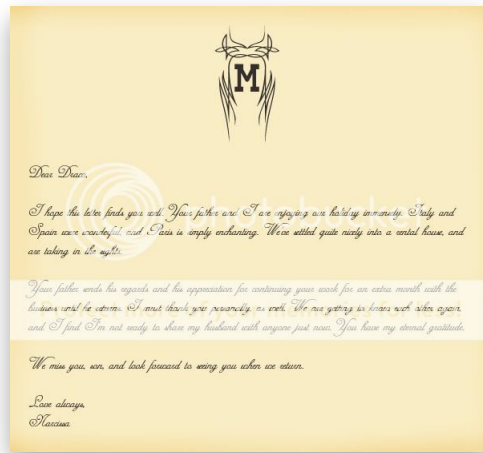 M
Dear Draco,
I hope this letter finds you well. Your father and I are enjoying our holiday immensely. Italy and
Spain were wonderful, and Paris is simply enchanting. We've settled quite nicely into a rental house, and
are taking in the sights.
Your father sends his regards and his appreciation for continuing your work for an extra month with the
business until he returns. I must thank you personally, as well. We are getting to know each other again,
and I find I'm not ready to share my husband with anyone just now. You have my eternal gratitude.
We miss you, son, and look forward to seeing you when we return.
Love always,
Narcissa
photobucket